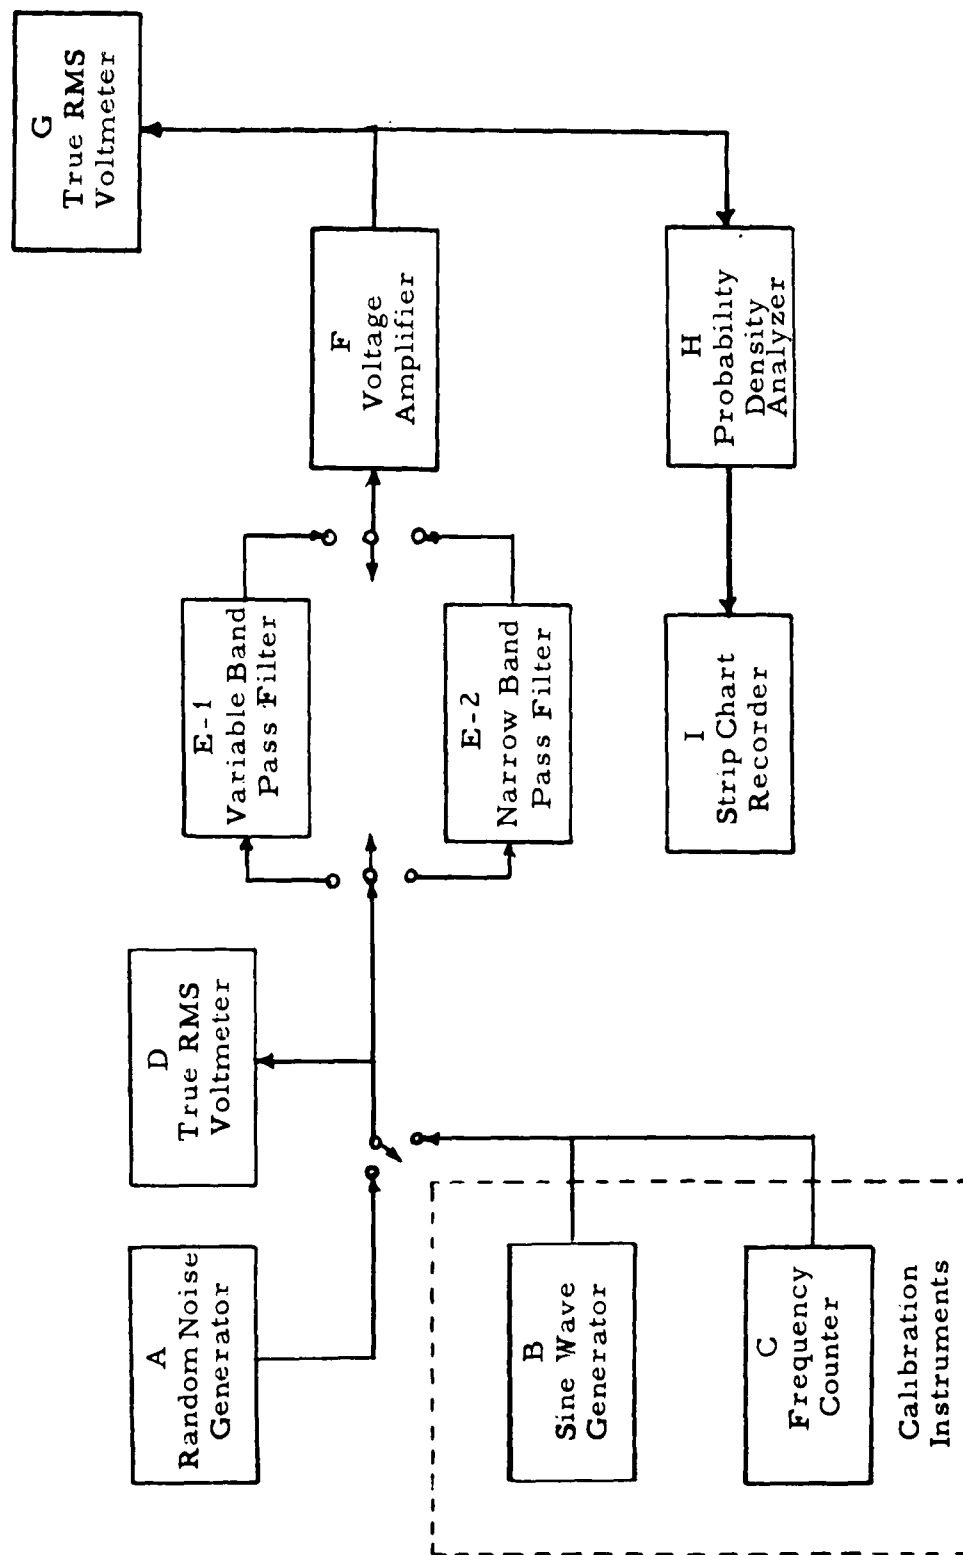 A
Random Noise
Generator
B
Sine Wave
Generator
C
Frequency
Counter
Calibration
Instruments
D
True RMS
Voltmeter
E-1
Variable Band
Pass Filter
E-2
Narrow Band
Pass Filter
F
Voltage
Amplifier
G
True RMS
Voltmeter
H
Probability
Density
Analyzer
I
Strip Chart
Recorder